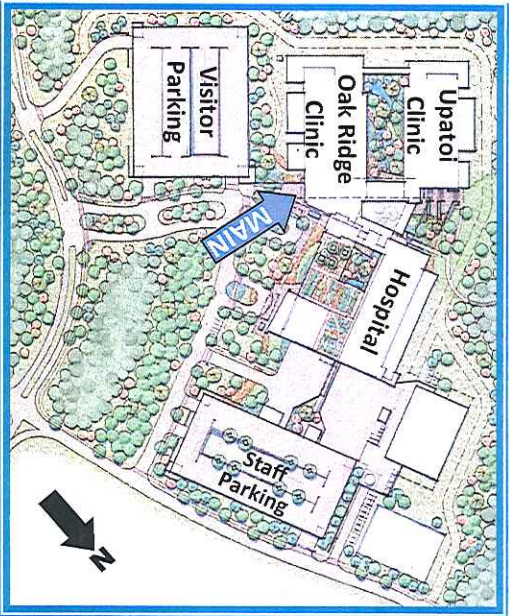 Upatoi
Clinic
Oak Ridge
Clinic
Visitor
Parking
MAIN
Hospital
Staff
Parking
N